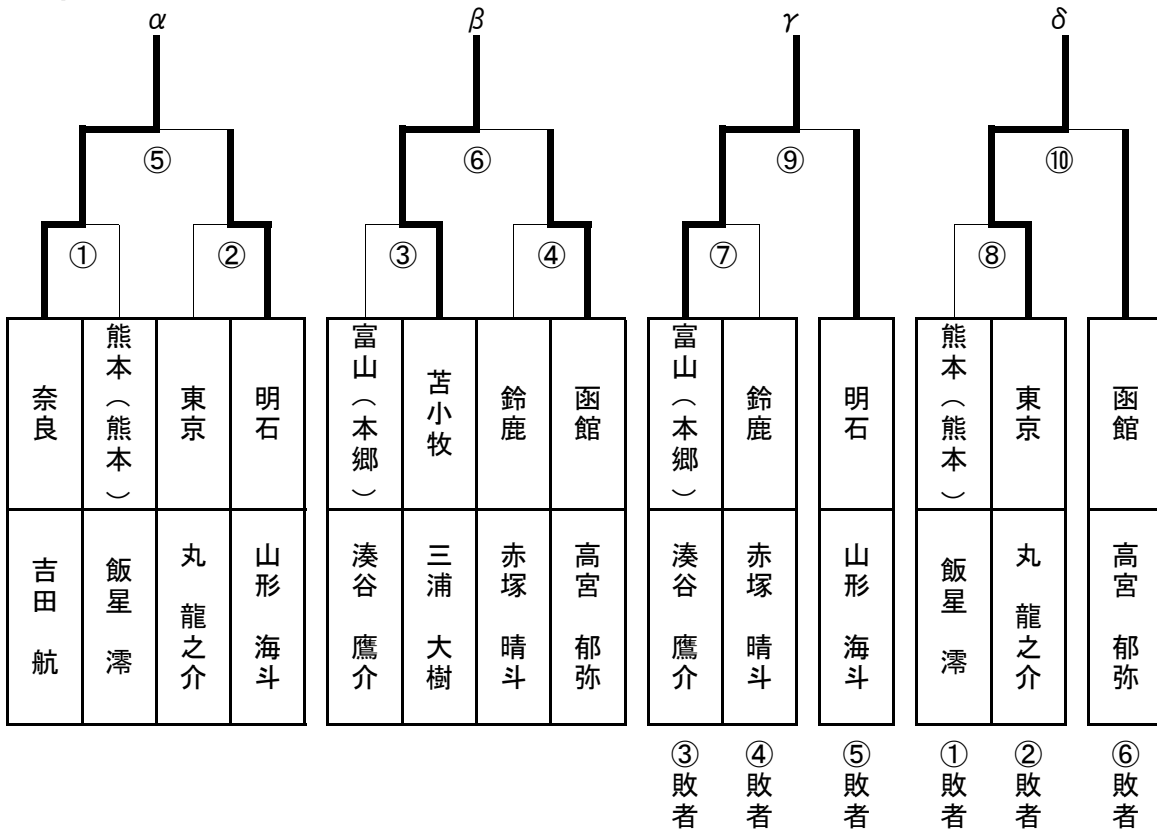 α
β
γ
δ
⑤
⑥
⑨
⑩
①
②
③
④
⑦
⑧
奈良
熊本（熊本）
東京
明石
富山（本郷）
苫小牧
鈴鹿
函館
富山（本郷）
鈴鹿
明石
熊本（熊本）
東京
函館
吉田 航
飯星 澪
丸 龍之介
山形 海斗
湊谷 鷹介
三浦 大樹
赤塚 晴斗
高宮 郁弥
湊谷 鷹介
赤塚 晴斗
山形 海斗
飯星 澪
丸 龍之介
高宮 郁弥
③敗者
④敗者
⑤敗者
①敗者
②敗者
⑥敗者